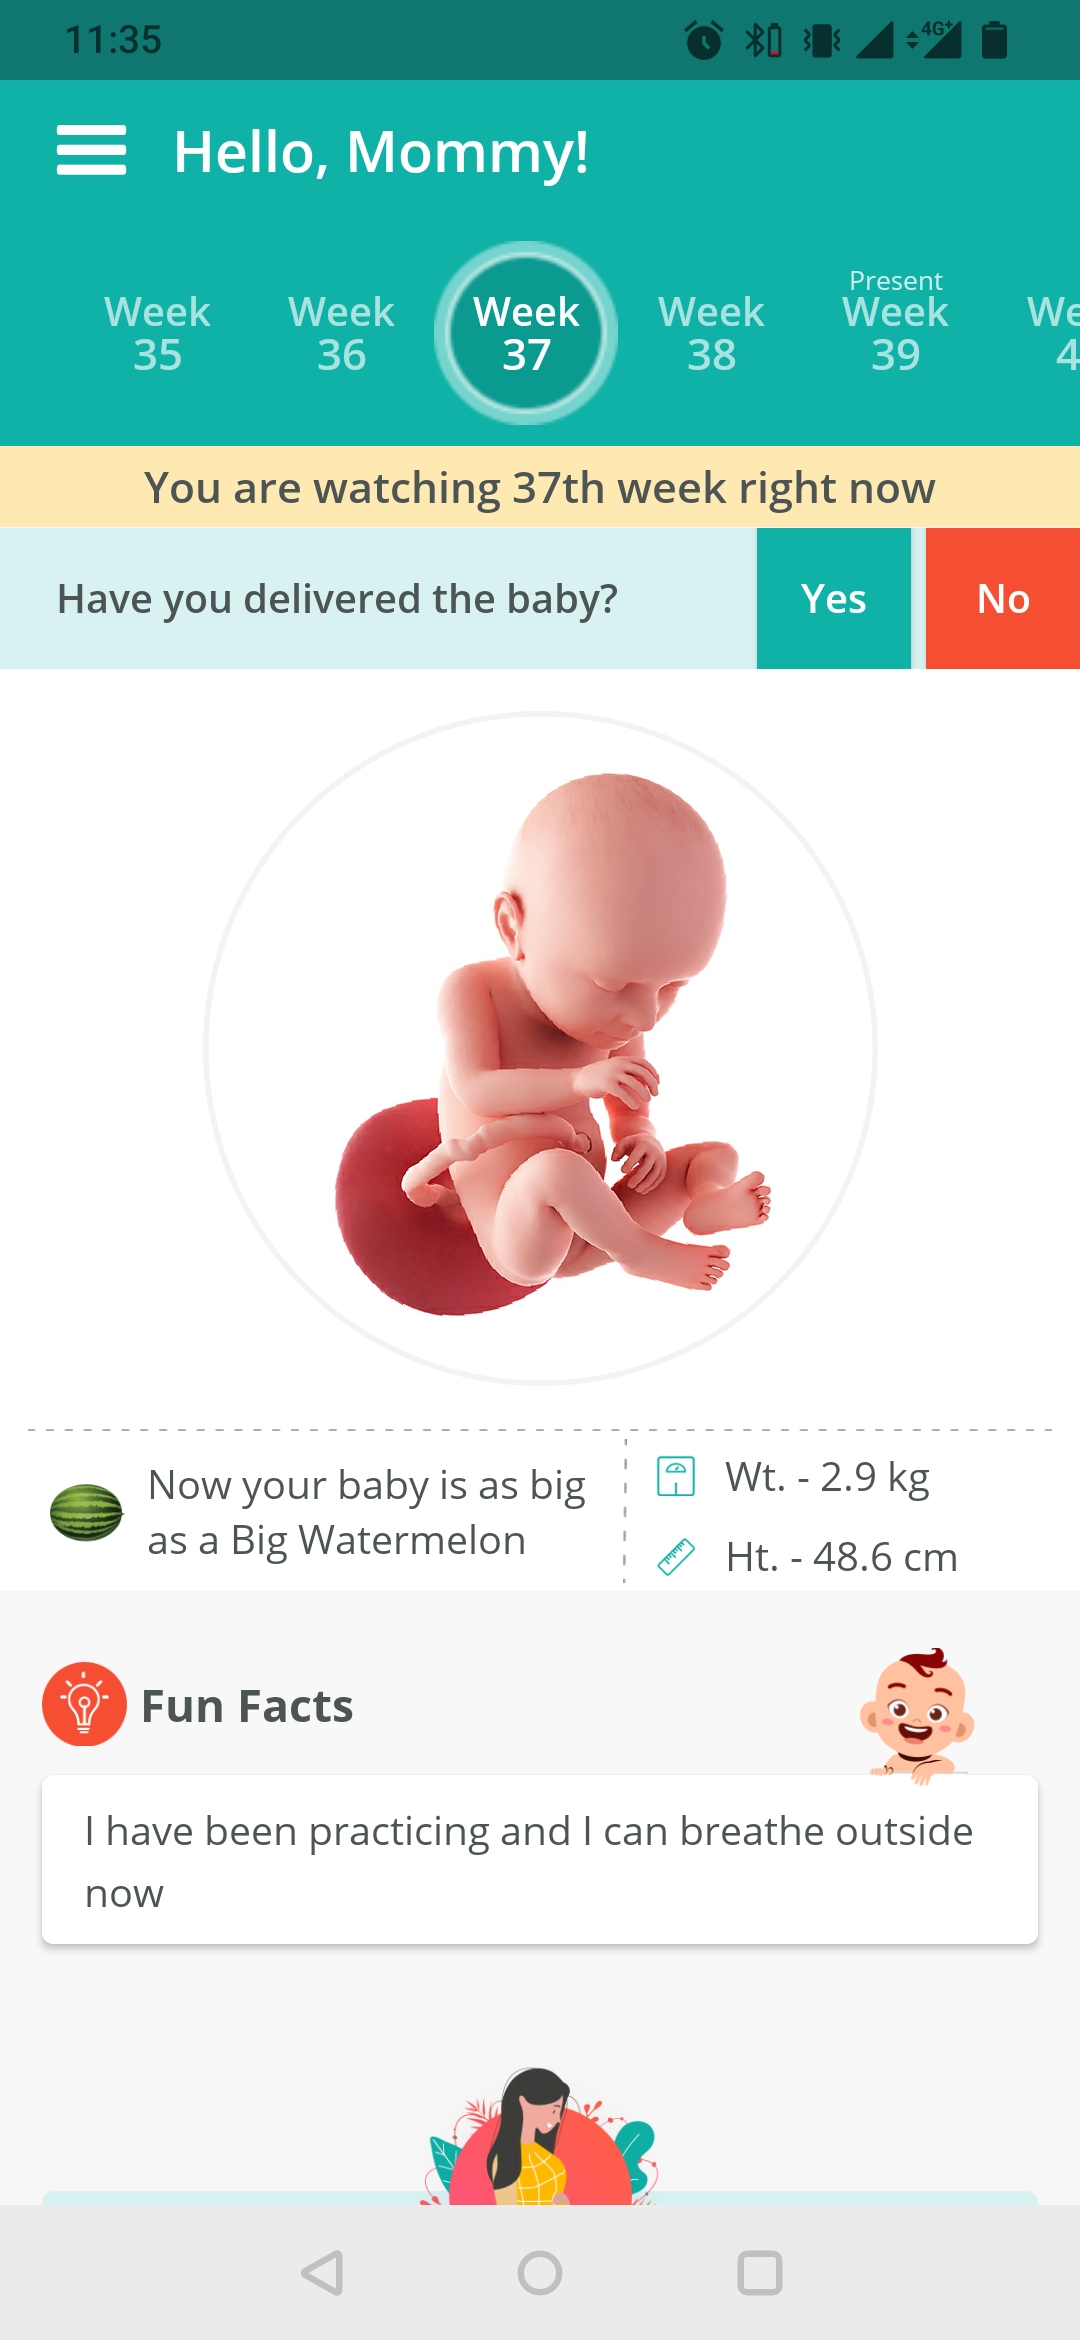 11:35
4G+
Hello, Mommy!
Present
Week 35
Week 36
Week 37
Week 38
Week 39
You are watching 37th week right now
Have you delivered the baby?
Yes
No
Now your baby is as big
as a Big Watermelon
Wt. - 2.9 kg
Ht. - 48.6 cm
Fun Facts
I have been practicing and I can breathe outside
now